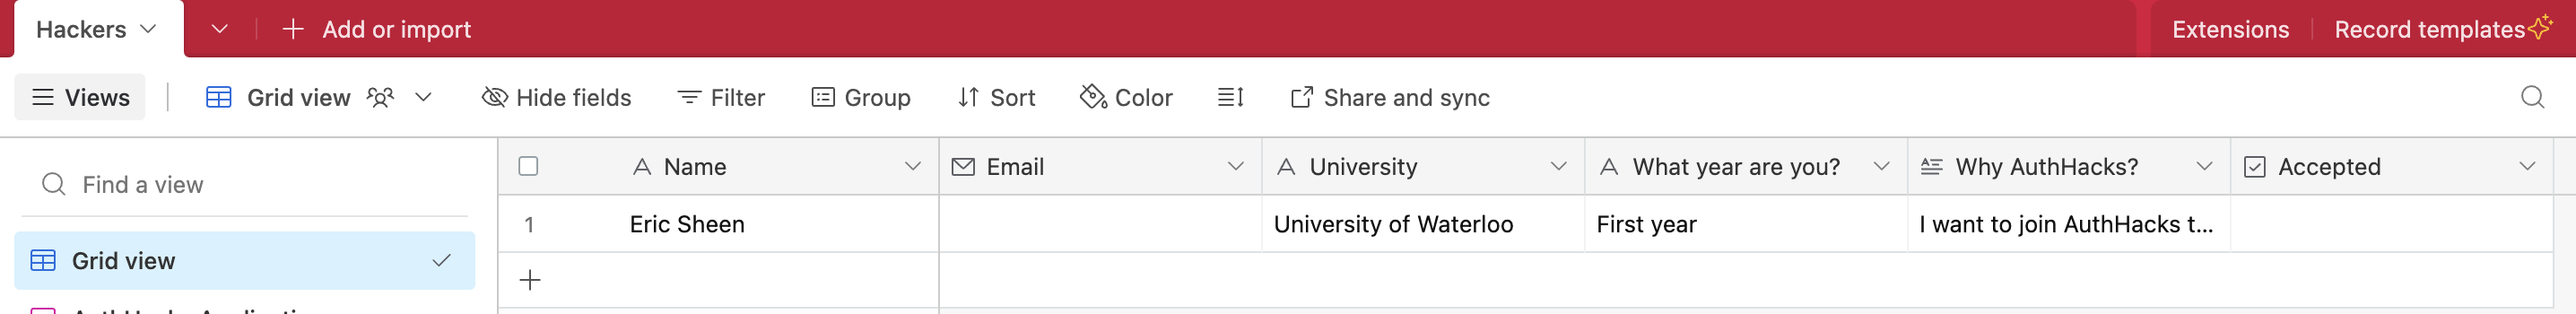 Hackers
Add or import
Extensions
Record templates
Views
Grid view
Hide fields
Filter
Group
Sort
Color
Share and sync
Find a view
Grid view
Name
Email
University
What year are you?
Why AuthHacks?
Accepted
1
Eric Sheen
University of Waterloo
First year
I want to join AuthHacks t...